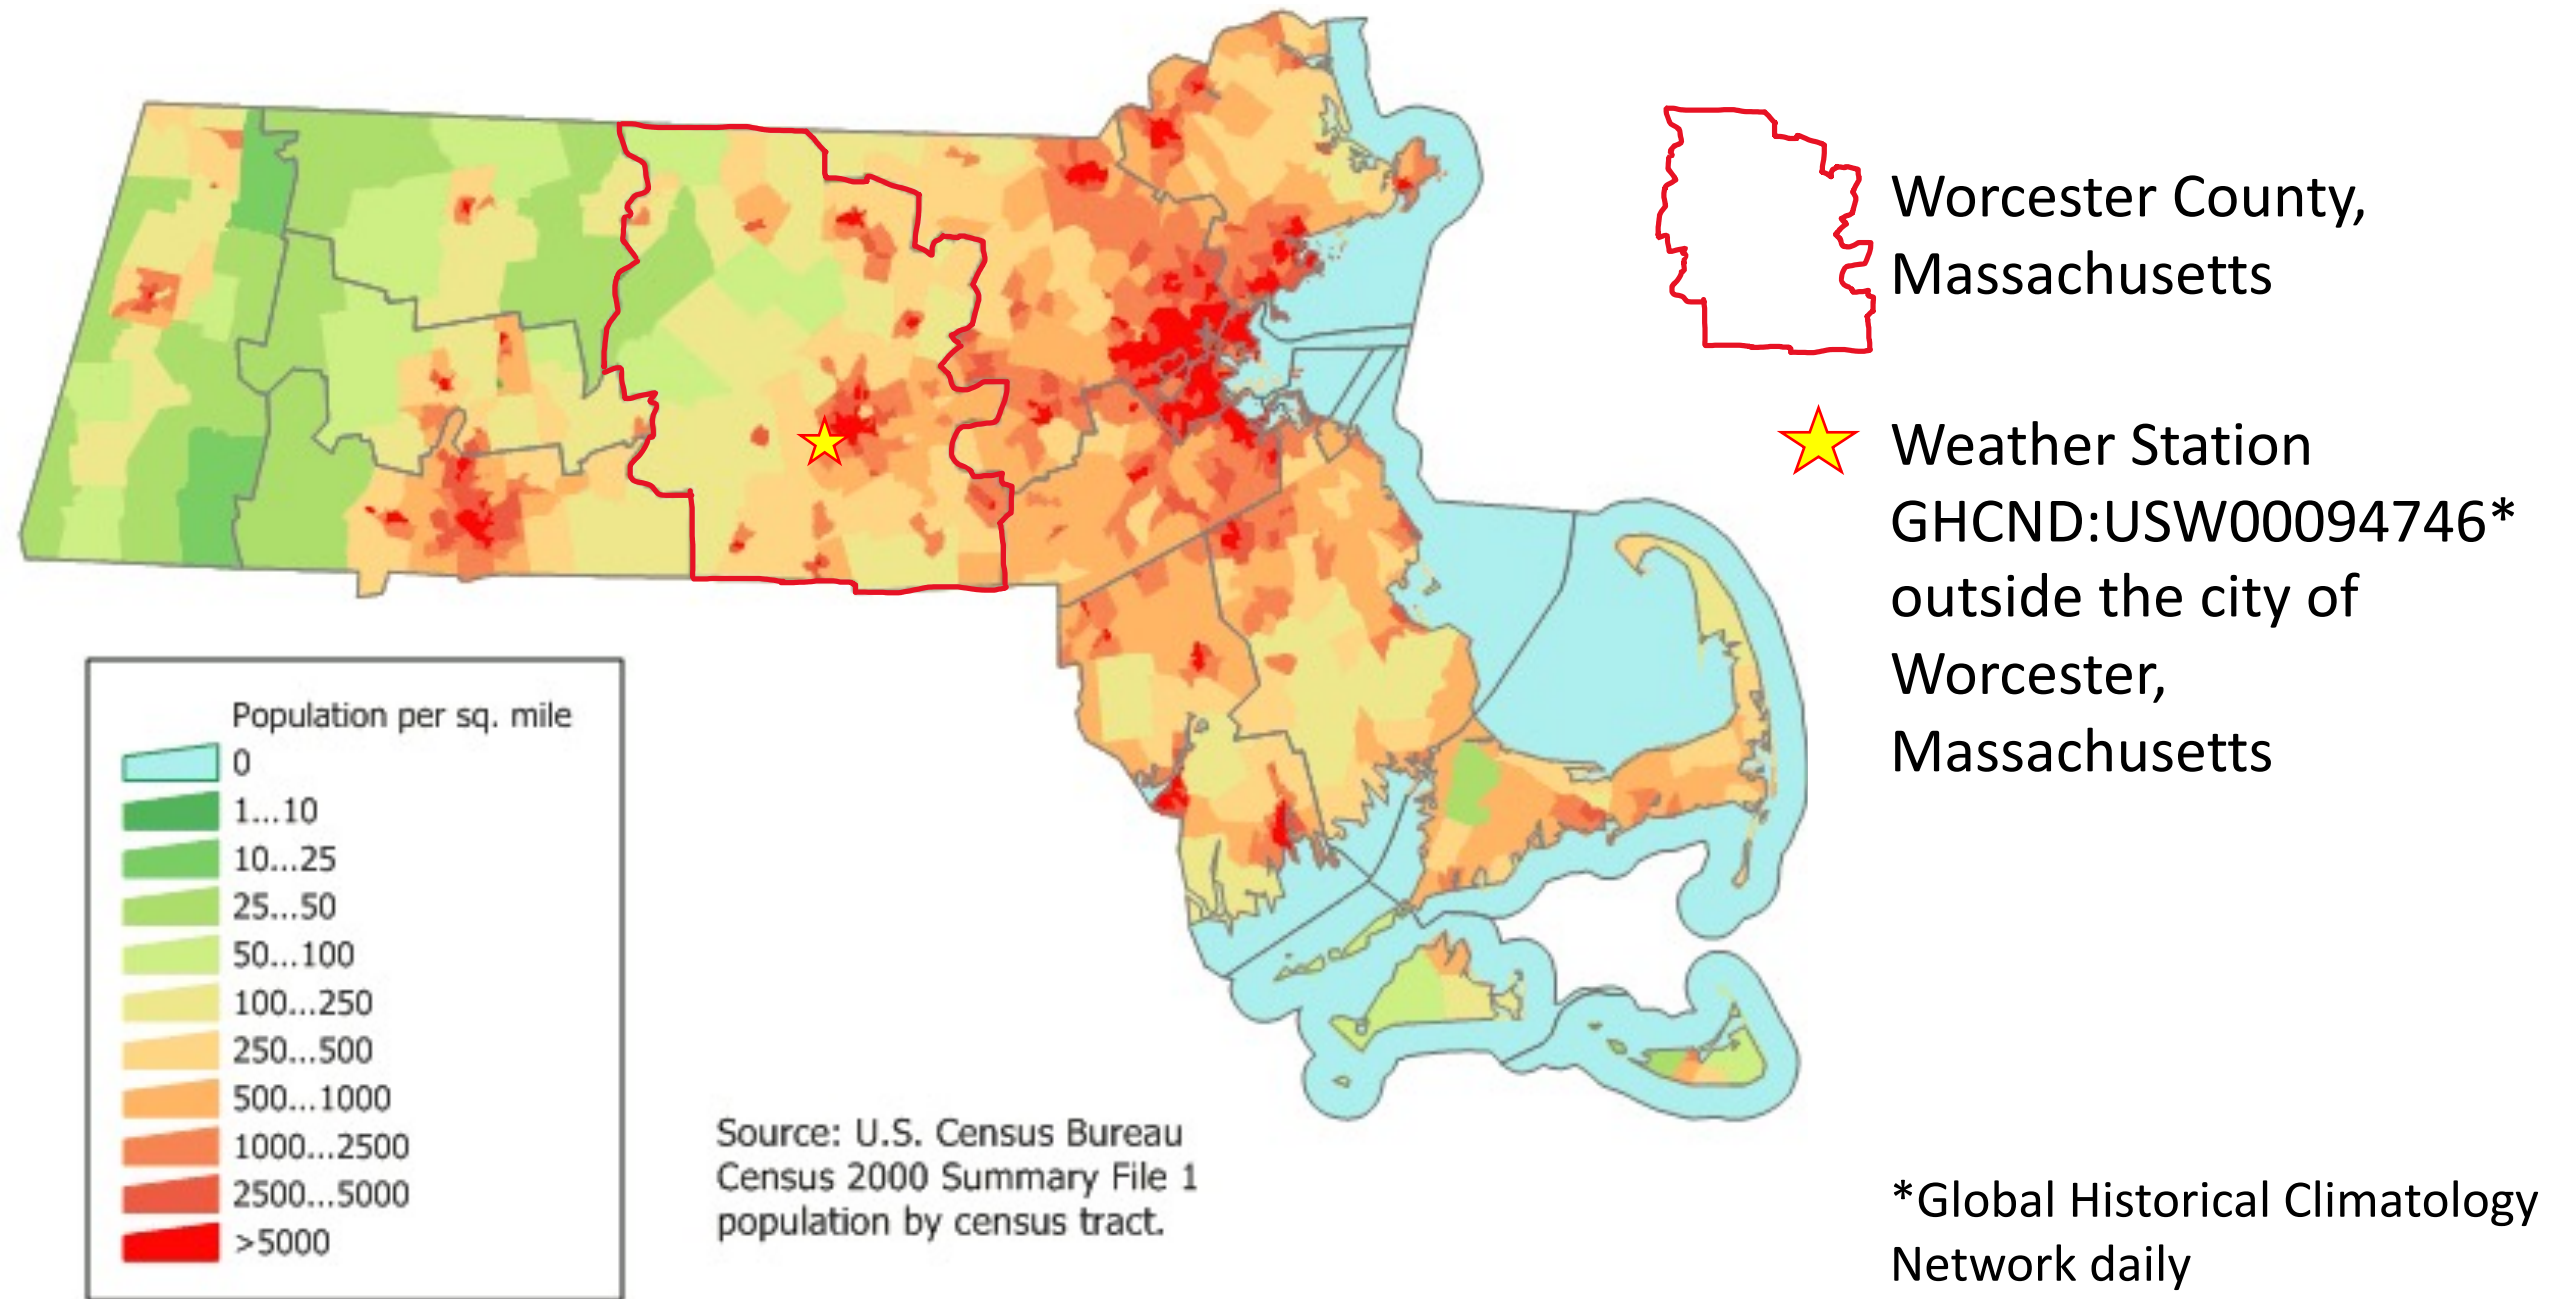 Worcester County,
Massachusetts
Weather Station
GHCND:USW00094746*
outside the city of
Worcester,
Massachusetts
Population per sq. mile
0
1...10
10...25
25...50
50...100
100...250
250...500
500...1000
1000...2500
2500...5000
>5000
Source: U.S. Census Bureau
Census 2000 Summary File 1
population by census tract.
*Global Historical Climatology
Network daily